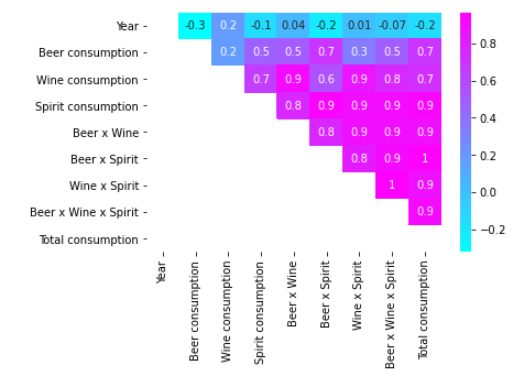 Year -0.3 0.2 -0.1 0.04 -0.2 0.01 -0.07 -0.2
Beer consumption 0.2 0.5 0.5 0.7 0.3 0.5 0.7
Wine consumption 0.7 0.9 0.6 0.9 0.8 0.7
Spirit consumption 0.8 0.9 0.9 0.9 0.9
Beer x Wine 0.8 0.9 0.9 0.9
Beer x Spirit 0.8 0.9 1
Wine x Spirit 1 0.9
Beer x Wine x Spirit 0.9
Total consumption
Year
Beer consumption
Wine consumption
Spirit consumption
Beer x Wine
Beer x Spirit
Wine x Spirit
Beer x Wine x Spirit
Total consumption
0.8
0.6
0.4
0.2
0.0
−0.2